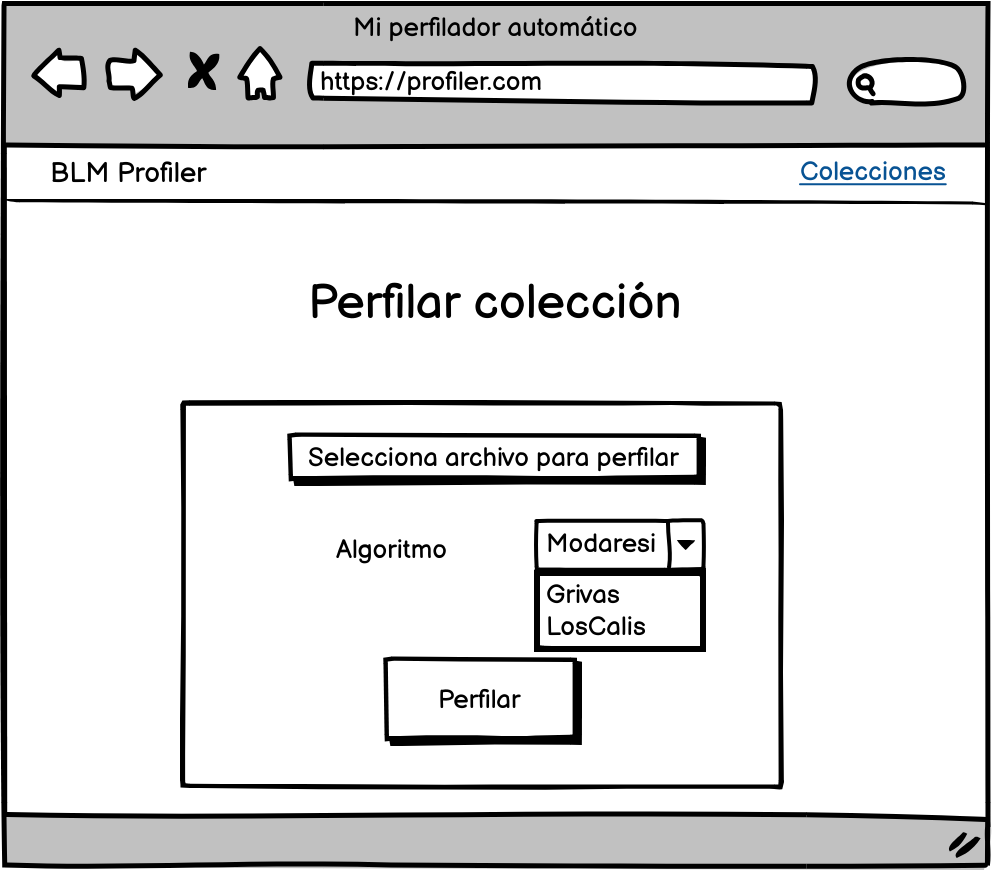 Mi perfilador automático
https://profiler.com
BLM Profiler
Colecciones
Perfilar colección
Selecciona archivo para perfilar
Algoritmo
Modaresi
Grivas
LosCalis
Perfilar